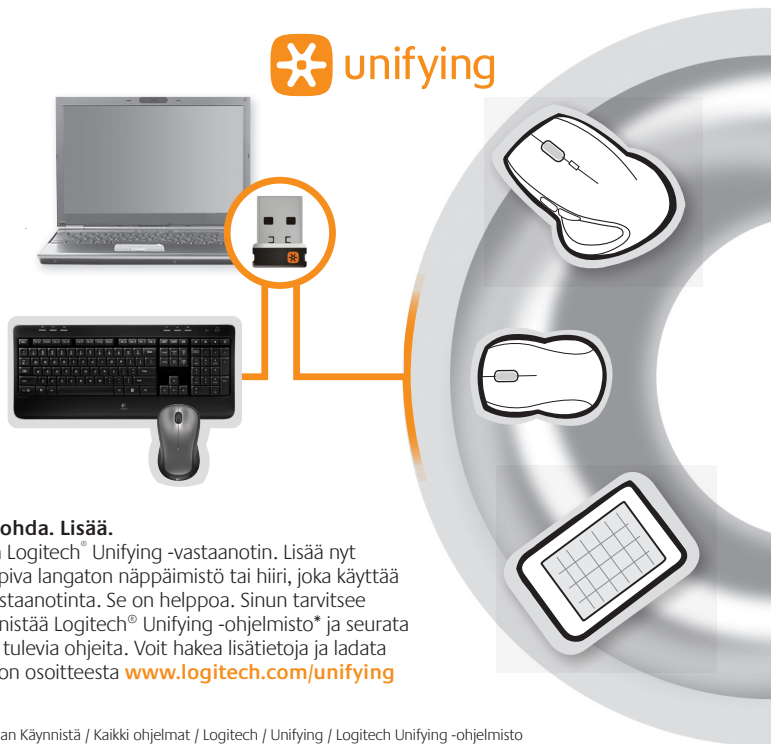 unifying
ohda. Lisää.
Logitech® Unifying -vastaanotin. Lisää nyt
piva langaton näppäimistö tai hiiri, joka käyttää
staanotinta. Se on helppoa. Sinun tarvitsee
nistää Logitech® Unifying -ohjelmisto* ja seurata
tulevia ohjeita. Voit hakea lisätietoja ja ladata
on osoitteesta www.logitech.com/unifying
an Käynnistä / Kaikki ohjelmat / Logitech / Unifying / Logitech Unifying -ohjelmisto